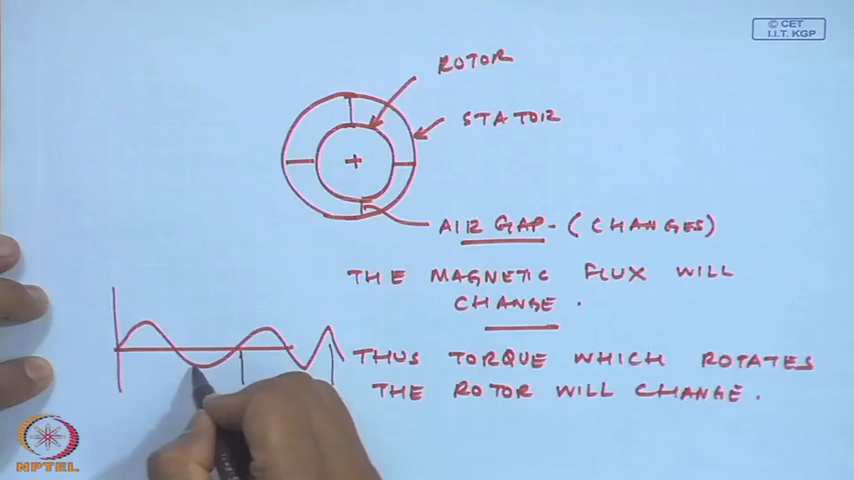 © CET
I.I.T. KGP
ROTOR
STATOR
AIR GAP - (CHANGES)
THE MAGNETIC FLUX WILL
CHANGE.
THUS TORQUE WHICH ROTATES
THE ROTOR WILL CHANGE.
NPTEL